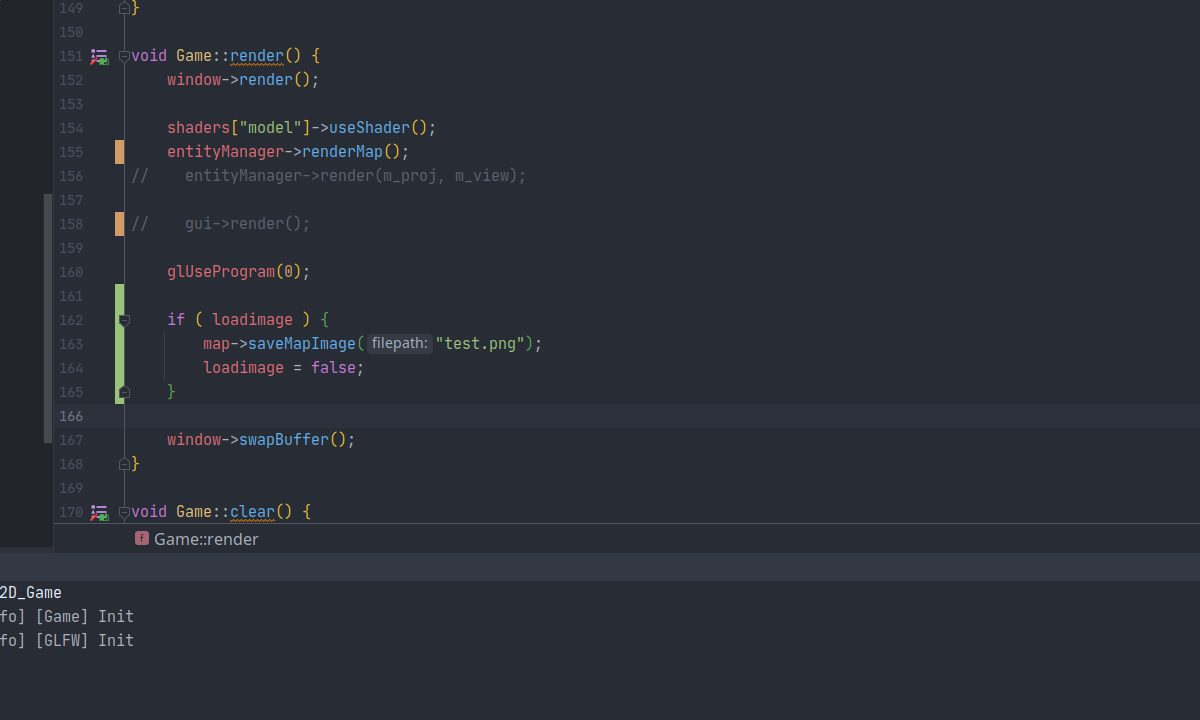 149 }
150
151 void Game::render() {
152 window->render();
153
154 shaders["model"]->useShader();
155 entityManager->renderMap();
156 // entityManager->render(m_proj, m_view);
157
158 // gui->render();
159
160 glUseProgram(0);
161
162 if ( loadimage ) {
163 map->saveMapImage( filepath: "test.png");
164 loadimage = false;
165 }
166
167 window->swapBuffer();
168 }
169
170 void Game::clear() {
f Game::render
2D_Game
fo] [Game] Init
fo] [GLFW] Init